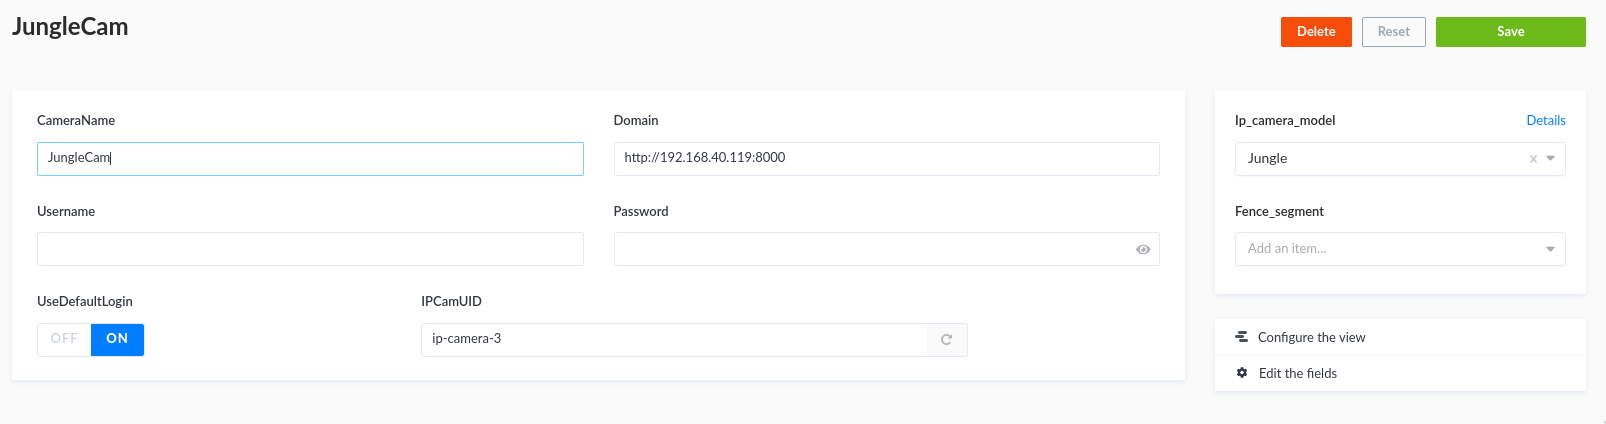 JungleCam
Delete Reset Save
CameraName
JungleCam
Domain
http://192.168.40.119:8000
Username
Password
UseDefaultLogin
OFF ON
IPCamUID
ip-camera-3
Ip_camera_model Details
Jungle x
Fence_segment
Add an item...
Configure the view
Edit the fields